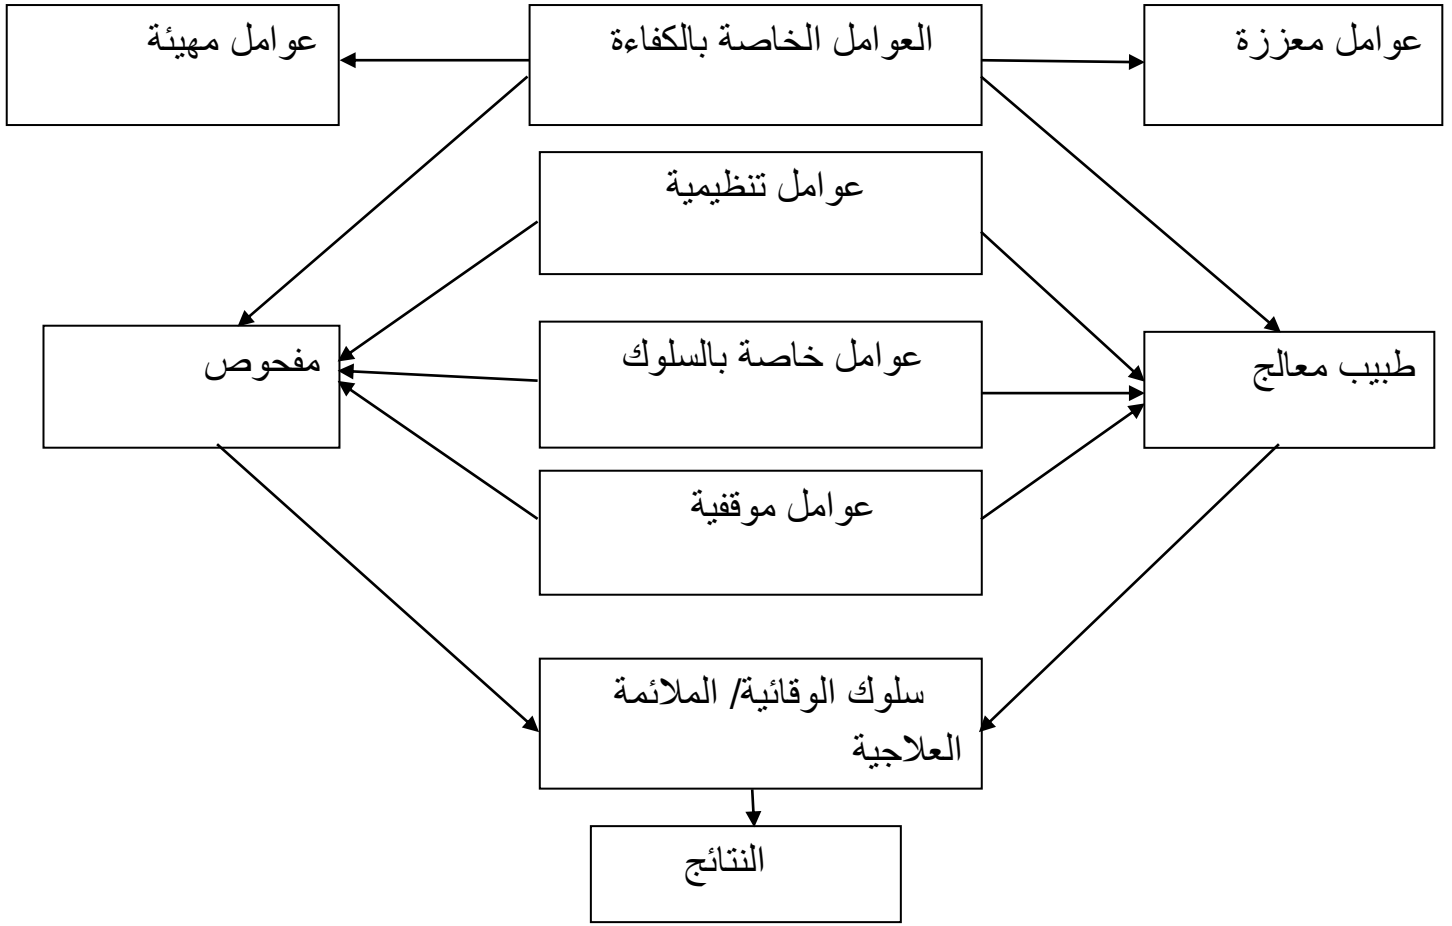 عوامل معززة
العوامل الخاصة بالكفاءة
عوامل مهيئة
عوامل تنظيمية
طبيب معالج
عوامل خاصة بالسلوك
مفحوص
عوامل موقفية
سلوك الوقائية/ الملائمة
العلاجية
النتائج